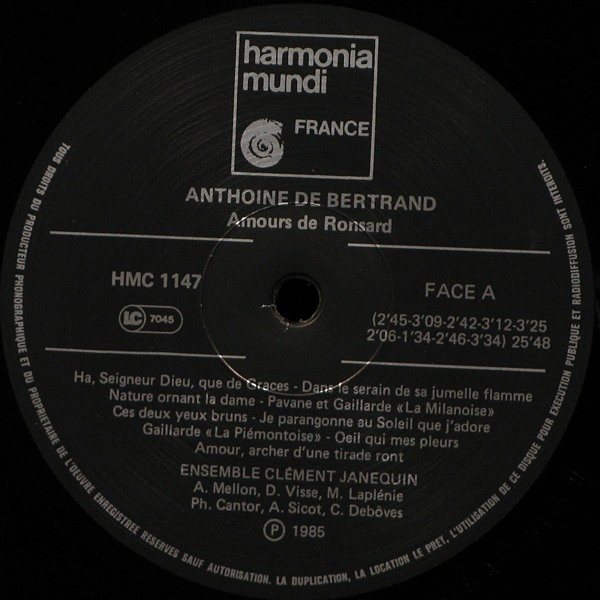 harmonia
mundi
FRANCE
ANTHOINE DE BERTRAND
Amours de Ronsard
HMC 1147
FACE A
LC 7045
(2'45-3'09-2'42-3'12-3'25
2'06-1'34-2'46-3'34) 25'48
Ha, Seigneur Dieu, que de Graces - Dans le serain de sa jumelle flamme
Nature ornant la dame - Pavane et Gaillarde «La Milanoise»
Ces deux yeux bruns - Je parangonne au Soleil que j'adore
Gaillarde «La Piémontoise» - Oeil qui mes pleurs
Amour, archer d'une tirade ront
ENSEMBLE CLÉMENT JANEQUIN
A. Mellon, D. Visse, M. Laplénie
Ph. Cantor, A. Sicot, C. Debôves
Ⓟ 1985
TOUS DROITS DU PRODUCTEUR PHONOGRAPHIQUE ET DU PROPRIETAIRE DE L'OEUVRE ENREGISTREE RESERVES SAUF AUTORISATION. LA DUPLICATION, LA LOCATION LE PRET, L'UTILISATION DE CE DISQUE POUR EXECUTION PUBLIQUE ET RADIODIFFUSION SONT INTERDITS.